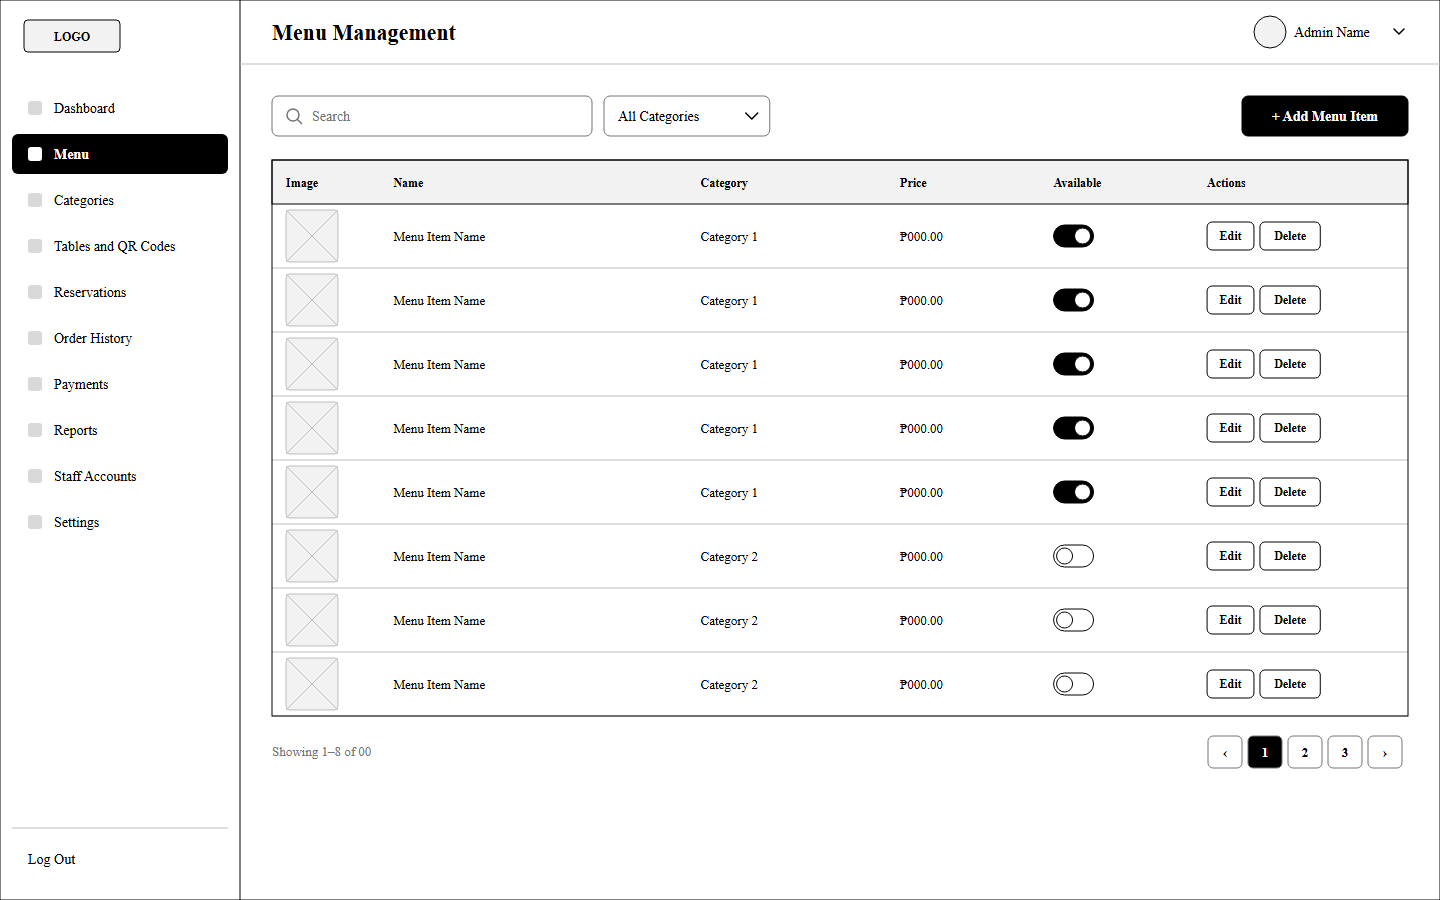 LOGO
Menu Management
Admin Name
Dashboard
Menu
Categories
Tables and QR Codes
Reservations
Order History
Payments
Reports
Staff Accounts
Settings
Log Out
Search
All Categories
+ Add Menu Item
Image Name Category Price Available Actions
Menu Item Name Category 1 ₱000.00 Edit Delete
Menu Item Name Category 1 ₱000.00 Edit Delete
Menu Item Name Category 1 ₱000.00 Edit Delete
Menu Item Name Category 1 ₱000.00 Edit Delete
Menu Item Name Category 1 ₱000.00 Edit Delete
Menu Item Name Category 2 ₱000.00 Edit Delete
Menu Item Name Category 2 ₱000.00 Edit Delete
Menu Item Name Category 2 ₱000.00 Edit Delete
Showing 1–8 of 00
‹ 1 2 3 ›